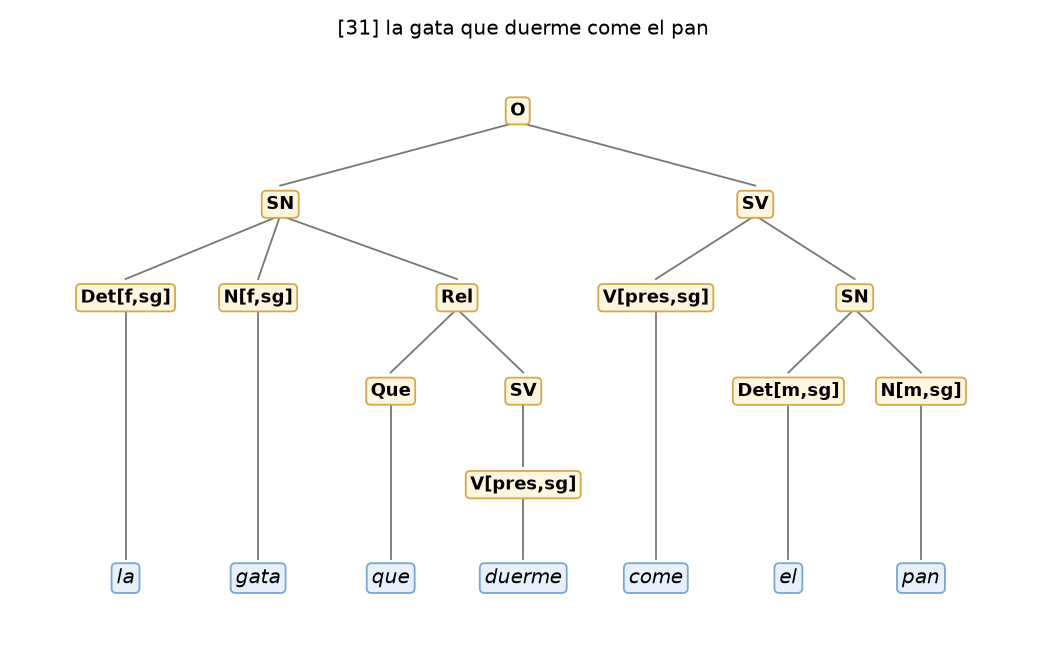 [31] la gata que duerme come el pan
O
SN SV
Det[f,sg] N[f,sg] Rel V[pres,sg] SN
Que SV Det[m,sg] N[m,sg]
V[pres,sg]
la gata que duerme come el pan